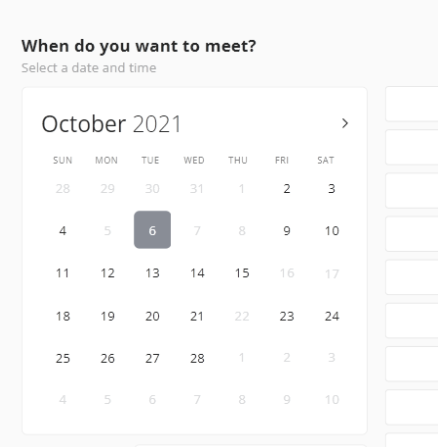 When do you want to meet?
Select a date and time
October 2021 >
SUN MON TUE WED THU FRI SAT
28 29 30 31 1 2 3
4 5 6 7 8 9 10
11 12 13 14 15 16 17
18 19 20 21 22 23 24
25 26 27 28 1 2 3
4 5 6 7 8 9 10